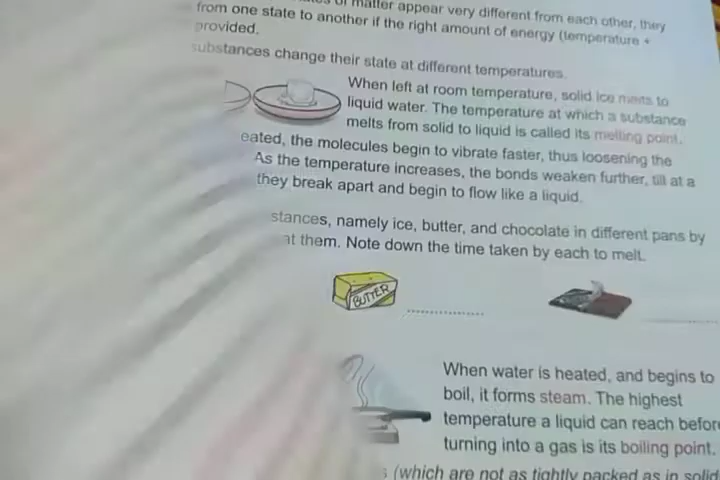 of matter appear very different from each other, they
from one state to another if the right amount of energy (temperature +
provided.
substances change their state at different temperatures.
When left at room temperature, solid ice melts to
liquid water. The temperature at which a substance
melts from solid to liquid is called its melting point.
eated, the molecules begin to vibrate faster, thus loosening the
As the temperature increases, the bonds weaken further, till at a
they break apart and begin to flow like a liquid.
stances, namely ice, butter, and chocolate in different pans by
at them. Note down the time taken by each to melt.
BUTTER
When water is heated, and begins to
boil, it forms steam. The highest
temperature a liquid can reach before
turning into a gas is its boiling point.
(which are not as tightly packed as in solid